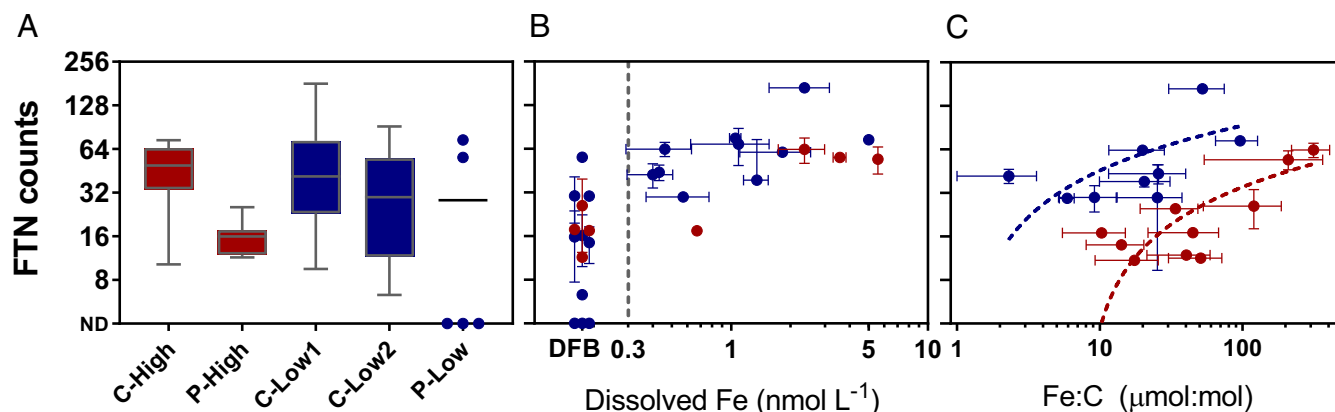 A
B
C
FTN counts
256
128
64
32
16
8
ND
C-High
P-High
C-Low1
C-Low2
P-Low
DFB
0.3
1
5
10
Dissolved Fe (nmol L⁻¹)
1
10
100
Fe:C (μmol:mol)